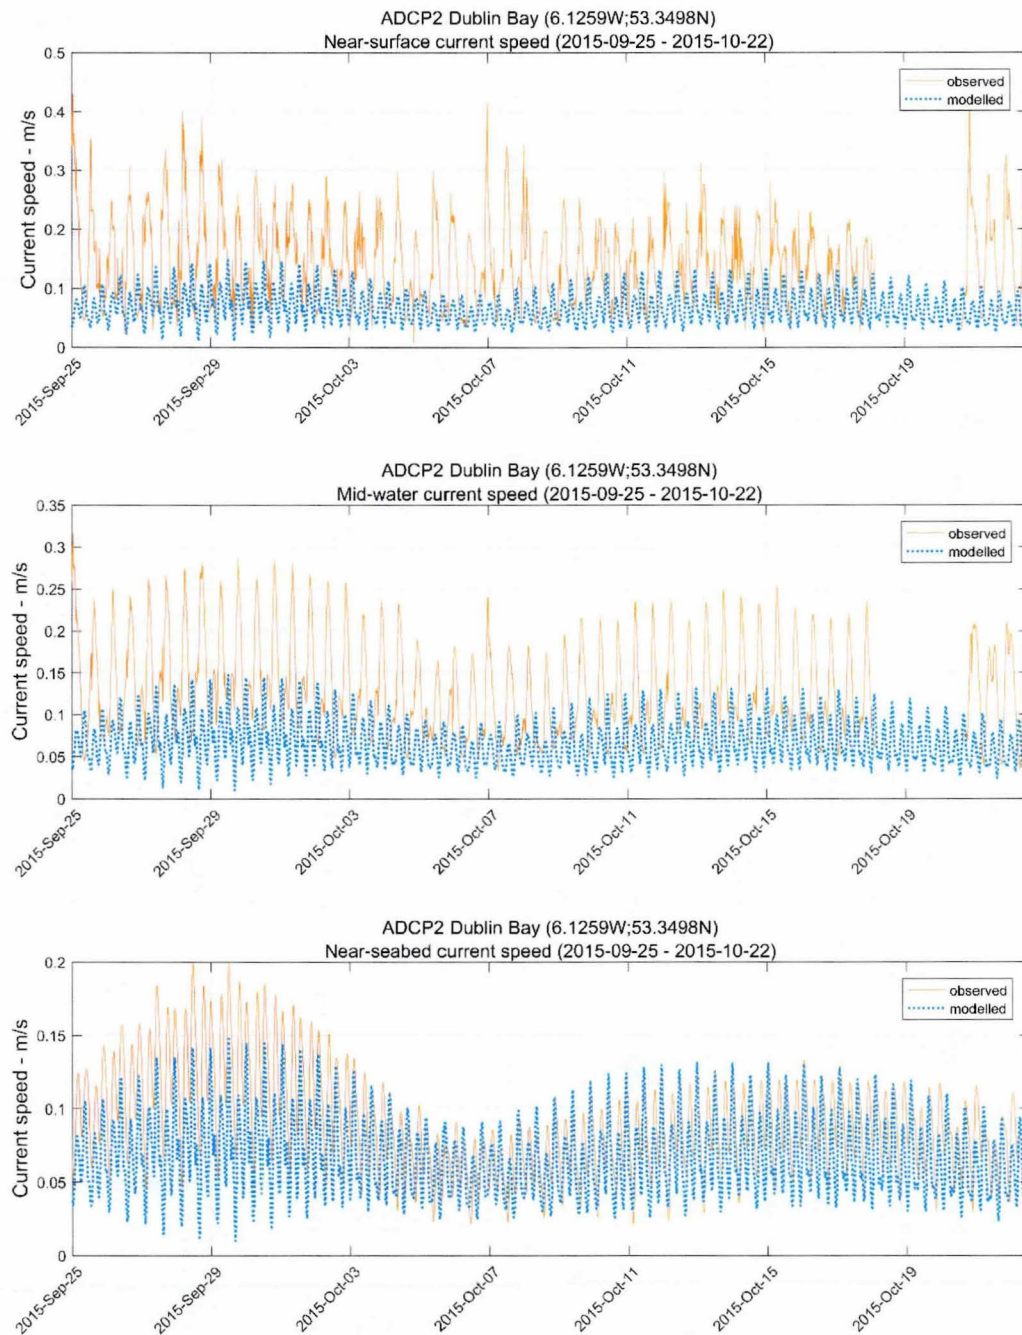 ADCP2 Dublin Bay (6.1259W;53.3498N)
Near-surface current speed (2015-09-25 - 2015-10-22)
Current speed - m/s
0.5
0.4
0.3
0.2
0.1
0
observed
modelled
2015-Sep-25
2015-Sep-29
2015-Oct-03
2015-Oct-07
2015-Oct-11
2015-Oct-15
2015-Oct-19
ADCP2 Dublin Bay (6.1259W;53.3498N)
Mid-water current speed (2015-09-25 - 2015-10-22)
Current speed - m/s
0.35
0.3
0.25
0.2
0.15
0.1
0.05
0
observed
modelled
2015-Sep-25
2015-Sep-29
2015-Oct-03
2015-Oct-07
2015-Oct-11
2015-Oct-15
2015-Oct-19
ADCP2 Dublin Bay (6.1259W;53.3498N)
Near-seabed current speed (2015-09-25 - 2015-10-22)
Current speed - m/s
0.2
0.15
0.1
0.05
0
observed
modelled
2015-Sep-25
2015-Sep-29
2015-Oct-03
2015-Oct-07
2015-Oct-11
2015-Oct-15
2015-Oct-19